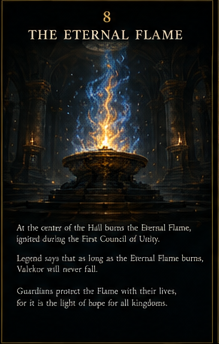 8
THE ETERNAL FLAME
At the center of the Hall burns the Eternal Flame,
ignited during the First Council of Unity.
Legend says that as long as the Eternal Flame burns,
Valekor will never fall.
Guardians protect the Flame with their lives,
for it is the light of hope for all kingdoms.